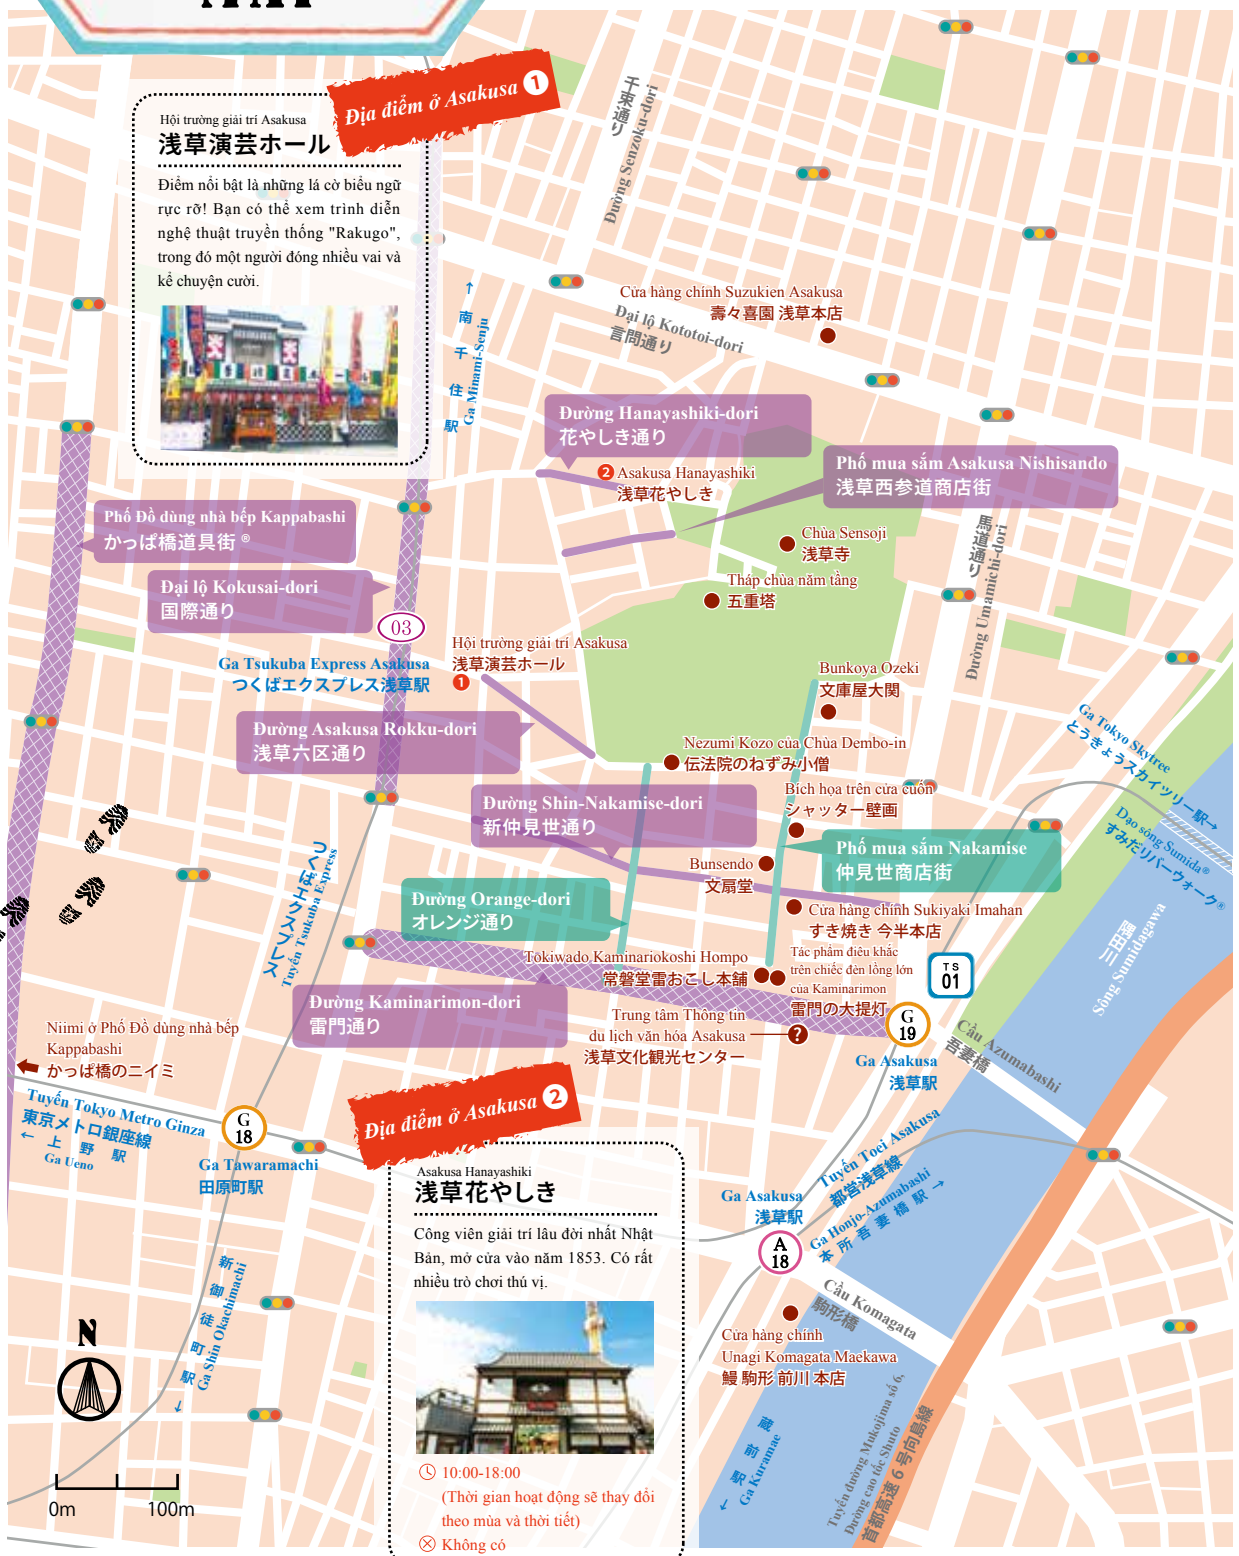 Địa điểm ở Asakusa 1
Hội trường giải trí Asakusa
浅草演芸ホール
Điểm nổi bật là những lá cờ biểu ngữ
rực rỡ! Bạn có thể xem trình diễn
nghệ thuật truyền thống "Rakugo",
trong đó một người đóng nhiều vai và
kể chuyện cười.
千束通り
Đường Senzoku-dori
↑ 南千住駅
Ga Minami-Senju
Cửa hàng chính Suzukien Asakusa
壽々喜園 浅草本店
Đại lộ Kototoi-dori
言問通り
Đường Hanayashiki-dori
花やしき通り
2 Asakusa Hanayashiki
浅草花やしき
Phố mua sắm Asakusa Nishisando
浅草西参道商店街
Phố Đồ dùng nhà bếp Kappabashi
かっぱ橋道具街 ®
Chùa Sensoji
浅草寺
馬道通り
Đường Umamichi-dori
Đại lộ Kokusai-dori
国際通り
Tháp chùa năm tầng
五重塔
03
Hội trường giải trí Asakusa
浅草演芸ホール
1
Ga Tsukuba Express Asakusa
つくばエクスプレス浅草駅
Bunkoya Ozeki
文庫屋大関
Đường Asakusa Rokku-dori
浅草六区通り
Nezumi Kozo của Chùa Dembo-in
伝法院のねずみ小僧
Ga Tokyo Skytree
とうきょうスカイツリー駅→
Bích họa trên cửa cuốn
シャッター壁画
Đường Shin-Nakamise-dori
新仲見世通り
Dạo sông Sumida®
すみだリバーウォーク®
Phố mua sắm Nakamise
仲見世商店街
Bunsendo
文扇堂
つくばエクスプレス
Tuyến Tsukuba Express
Đường Orange-dori
オレンジ通り
Cửa hàng chính Sukiyaki Imahan
すき焼き 今半本店
隅田川
Sông Sumidagawa
Tokiwado Kaminariokoshi Hompo
常磐堂雷おこし本舗
Tác phẩm điêu khắc
trên chiếc đèn lồng lớn
của Kaminarimon
雷門の大提灯
TS
01
Đường Kaminarimon-dori
雷門通り
Trung tâm Thông tin
du lịch văn hóa Asakusa
浅草文化観光センター
?
G
19
Ga Asakusa
浅草駅
Cầu Azumabashi
吾妻橋
Niimi ở Phố Đồ dùng nhà bếp
Kappabashi
かっぱ橋のニイミ
Tuyến Tokyo Metro Ginza
東京メトロ銀座線
← 上野駅
Ga Ueno
G
18
Ga Tawaramachi
田原町駅
Địa điểm ở Asakusa 2
Asakusa Hanayashiki
浅草花やしき
Công viên giải trí lâu đời nhất Nhật
Bản, mở cửa vào năm 1853. Có rất
nhiều trò chơi thú vị.
10:00-18:00
(Thời gian hoạt động sẽ thay đổi
theo mùa và thời tiết)
Không có
Tuyến Toei Asakusa
都営浅草線
Ga Honjo-Azumabashi
本所吾妻橋駅 →
Ga Asakusa
浅草駅
A
18
Cầu Komagata
駒形橋
Cửa hàng chính
Unagi Komagata Maekawa
鰻 駒形 前川 本店
新御徒町駅 ↓
Ga Shin Okachimachi
蔵前駅 ↓
Ga Kuramae
Tuyến đường Mukojima số 6,
Đường cao tốc Shuto
首都高速6号向島線
N
0m 100m